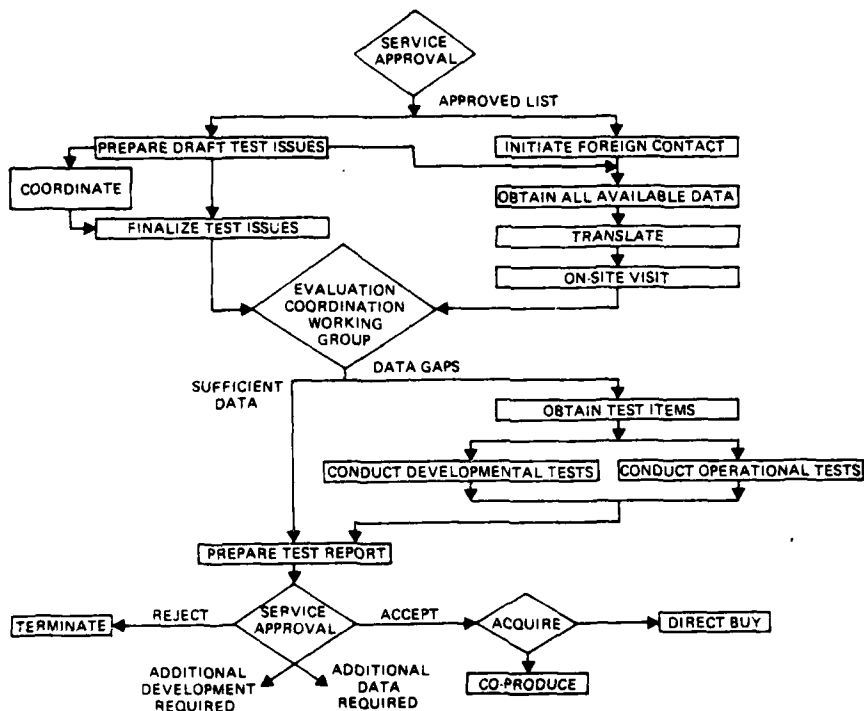 SERVICE
APPROVAL
APPROVED LIST
PREPARE DRAFT TEST ISSUES
INITIATE FOREIGN CONTACT
COORDINATE
OBTAIN ALL AVAILABLE DATA
FINALIZE TEST ISSUES
TRANSLATE
ON-SITE VISIT
EVALUATION
COORDINATION
WORKING
GROUP
DATA GAPS
SUFFICIENT
DATA
OBTAIN TEST ITEMS
CONDUCT DEVELOPMENTAL TESTS
CONDUCT OPERATIONAL TESTS
PREPARE TEST REPORT
SERVICE
APPROVAL
REJECT
TERMINATE
ACCEPT
ACQUIRE
DIRECT BUY
ADDITIONAL
DEVELOPMENT
REQUIRED
ADDITIONAL
DATA
REQUIRED
CO-PRODUCE